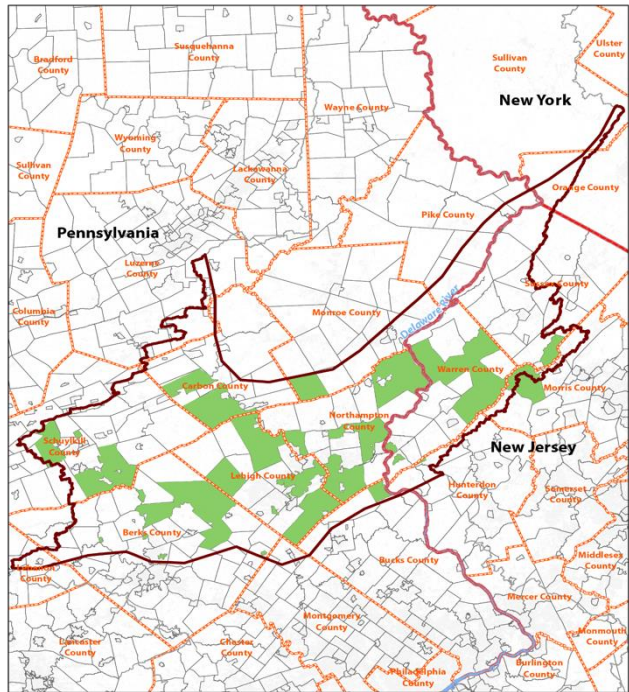 Bradford
County
Susquehanna
County
Sullivan
County
Ulster
County
New York
Wayne County
Wyoming
County
Sullivan
County
Lackawanna
County
Orange County
Pike County
Pennsylvania
Luzerne
County
Sussex County
Columbia
County
Monroe County
Delaware River
Carbon County
Warren County
Morris County
Northampton
County
Schuylkill
County
New Jersey
Lehigh County
Hunterdon
County
Somerset
County
Berks County
Bucks County
Middlesex
County
Lebanon
County
Mercer County
Montgomery
County
Monmouth
County
Lancaster
County
Chester
County
Philadelphia
County
Burlington
County